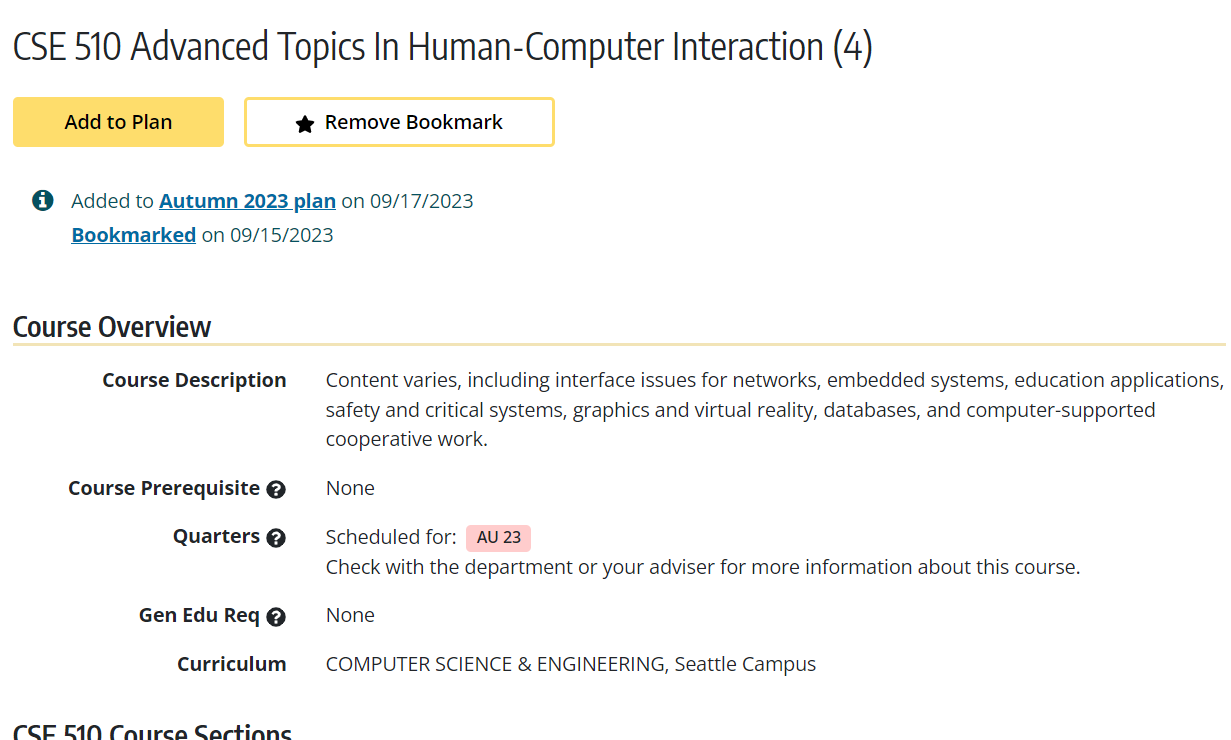 CSE 510 Advanced Topics In Human-Computer Interaction (4)
Add to Plan
Remove Bookmark
Added to Autumn 2023 plan on 09/17/2023
Bookmarked on 09/15/2023
Course Overview
Course Description
Content varies, including interface issues for networks, embedded systems, education applications,
safety and critical systems, graphics and virtual reality, databases, and computer-supported
cooperative work.
Course Prerequisite ?
None
Quarters ?
Scheduled for: AU 23
Check with the department or your adviser for more information about this course.
Gen Edu Req ?
None
Curriculum
COMPUTER SCIENCE & ENGINEERING, Seattle Campus
CSE 510 Course Sections